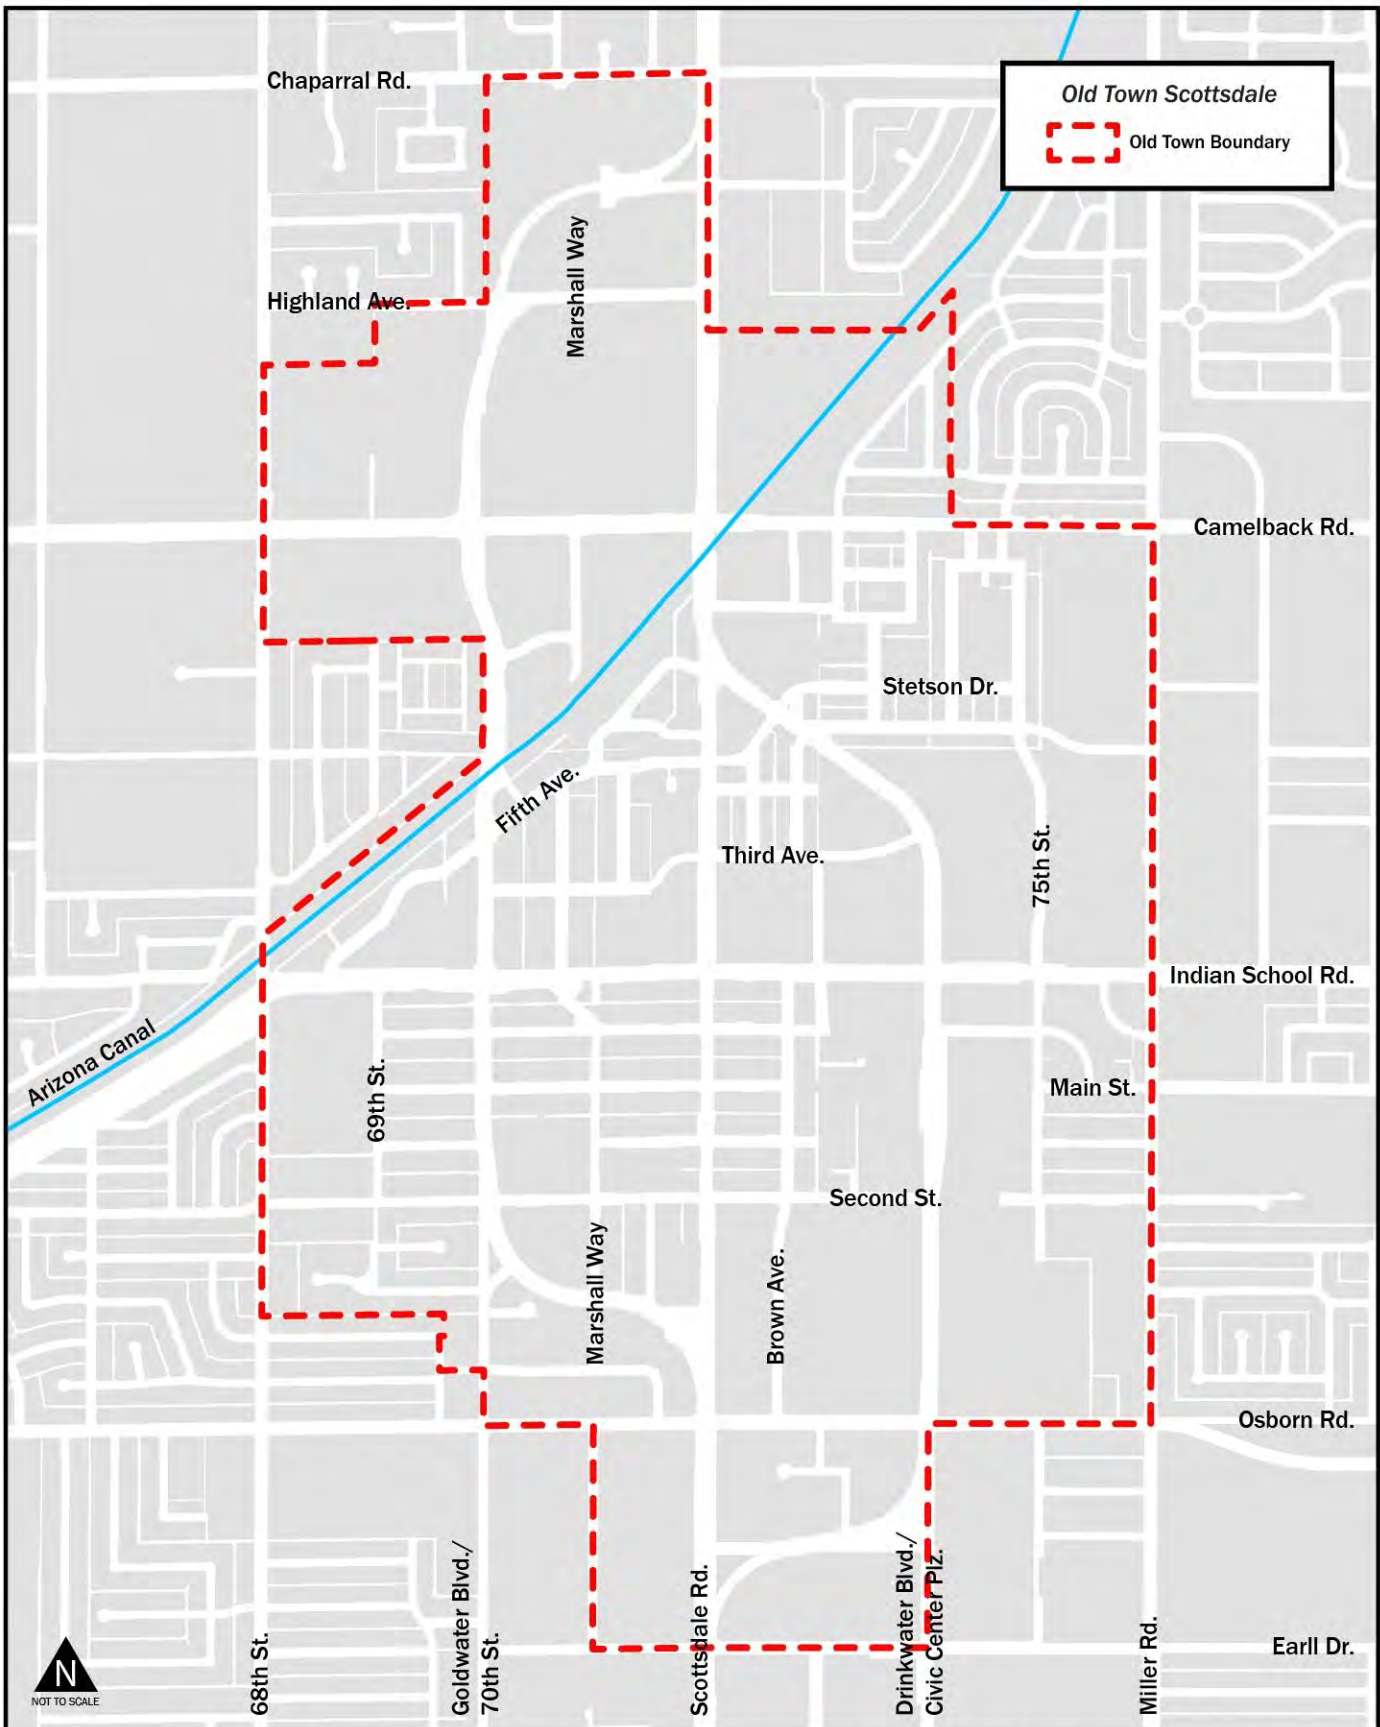 Chaparral Rd.
Old Town Scottsdale
Old Town Boundary
Marshall Way
Highland Ave.
Camelback Rd.
Stetson Dr.
Fifth Ave.
Third Ave.
75th St.
Indian School Rd.
Arizona Canal
69th St.
Main St.
Second St.
Marshall Way
Brown Ave.
Osborn Rd.
68th St.
Goldwater Blvd./
70th St.
Scottsdale Rd.
Drinkwater Blvd./
Civic Center Plz.
Miller Rd.
Earll Dr.
N
NOT TO SCALE